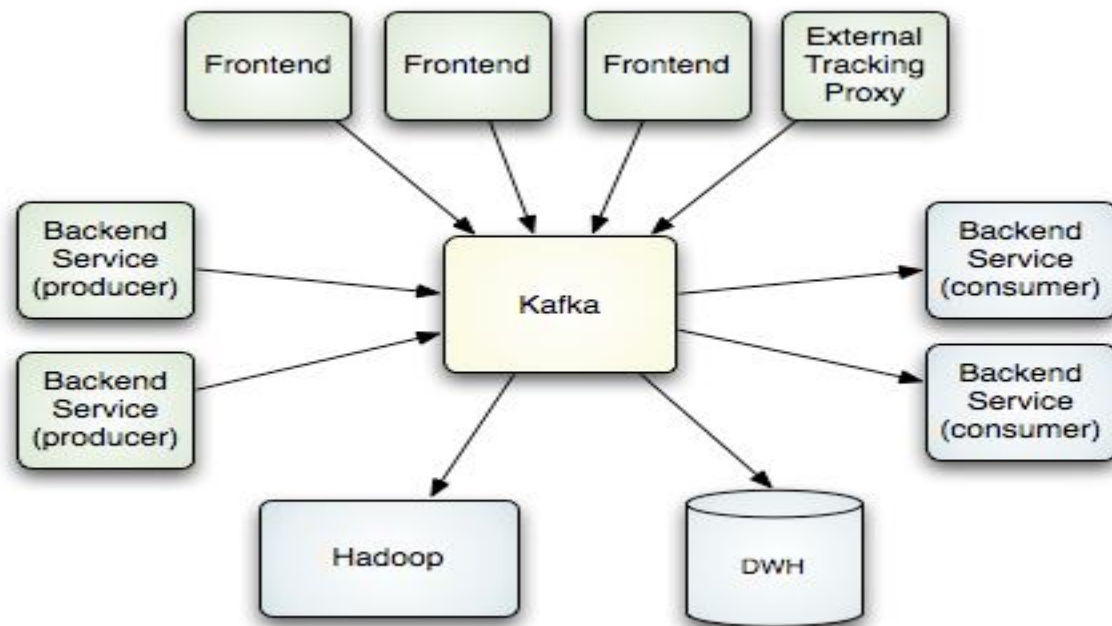 Frontend
Frontend
Frontend
External
Tracking
Proxy
Backend
Service
(producer)
Kafka
Backend
Service
(consumer)
Backend
Service
(producer)
Backend
Service
(consumer)
Hadoop
DWH